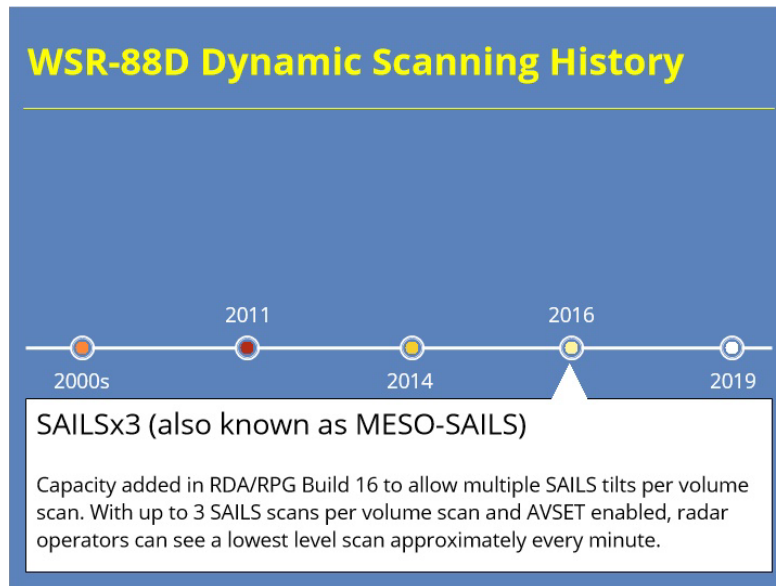 WSR-88D Dynamic Scanning History
2011
2016
2000s
2014
2019
SAILSx3 (also known as MESO-SAILS)
Capacity added in RDA/RPG Build 16 to allow multiple SAILS tilts per volume
scan. With up to 3 SAILS scans per volume scan and AVSET enabled, radar
operators can see a lowest level scan approximately every minute.